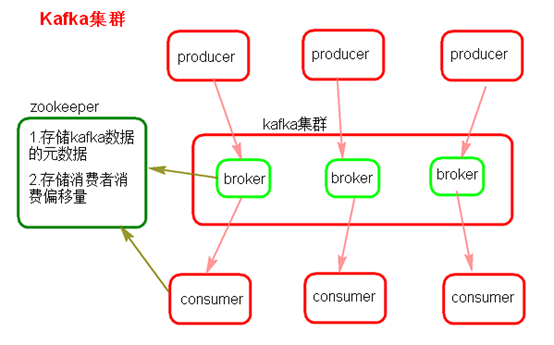 Kafka集群
producer
producer
producer
zookeeper
kafka集群
1.存储kafka数据
的元数据
2.存储消费者消
费偏移量
broker
broker
broker
consumer
consumer
consumer